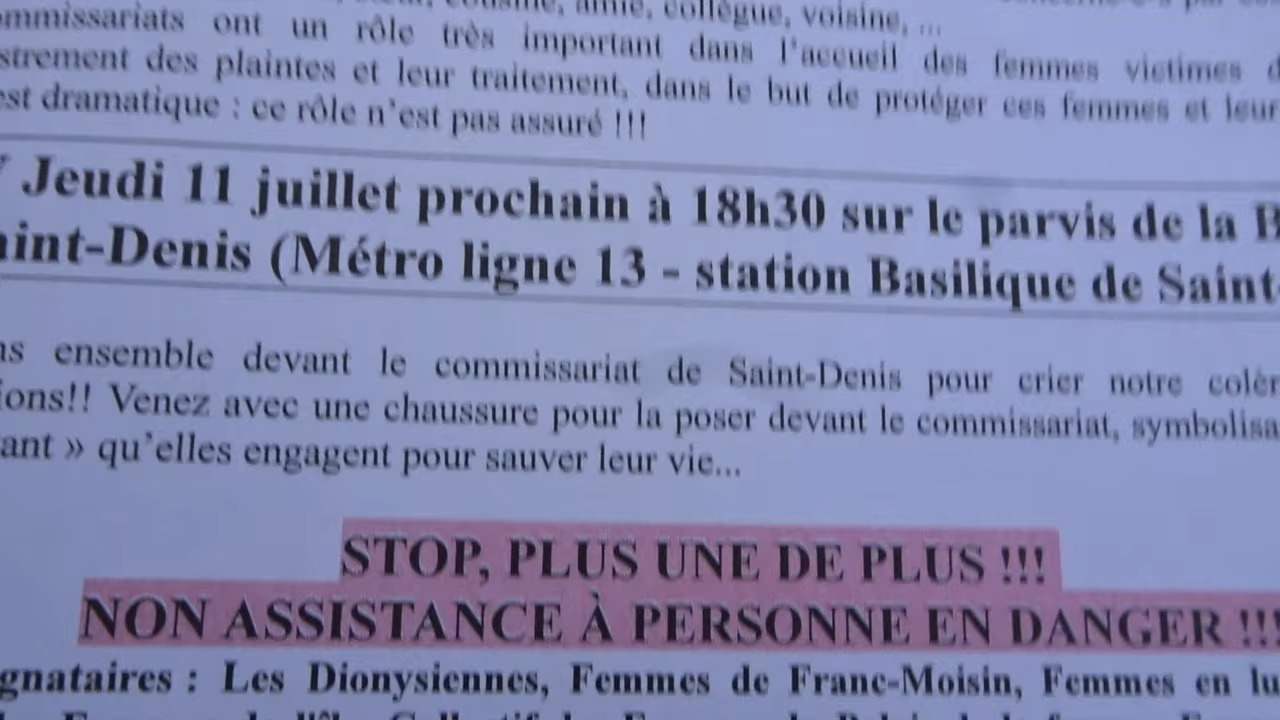 cousine, amie, collègue, voisine, ...
ommissariats ont un rôle très important dans l'accueil des femmes victimes d
strement des plaintes et leur traitement, dans le but de protéger ces femmes et leur
est dramatique : ce rôle n'est pas assuré !!!
Jeudi 11 juillet prochain à 18h30 sur le parvis de la B
aint-Denis (Métro ligne 13 - station Basilique de Saint-
ns ensemble devant le commissariat de Saint-Denis pour crier notre colèr
ions!! Venez avec une chaussure pour la poser devant le commissariat, symbolisa
ant » qu'elles engagent pour sauver leur vie...
STOP, PLUS UNE DE PLUS !!!
NON ASSISTANCE À PERSONNE EN DANGER !!!
gnataires : Les Dionysiennes, Femmes de Franc-Moisin, Femmes en lu